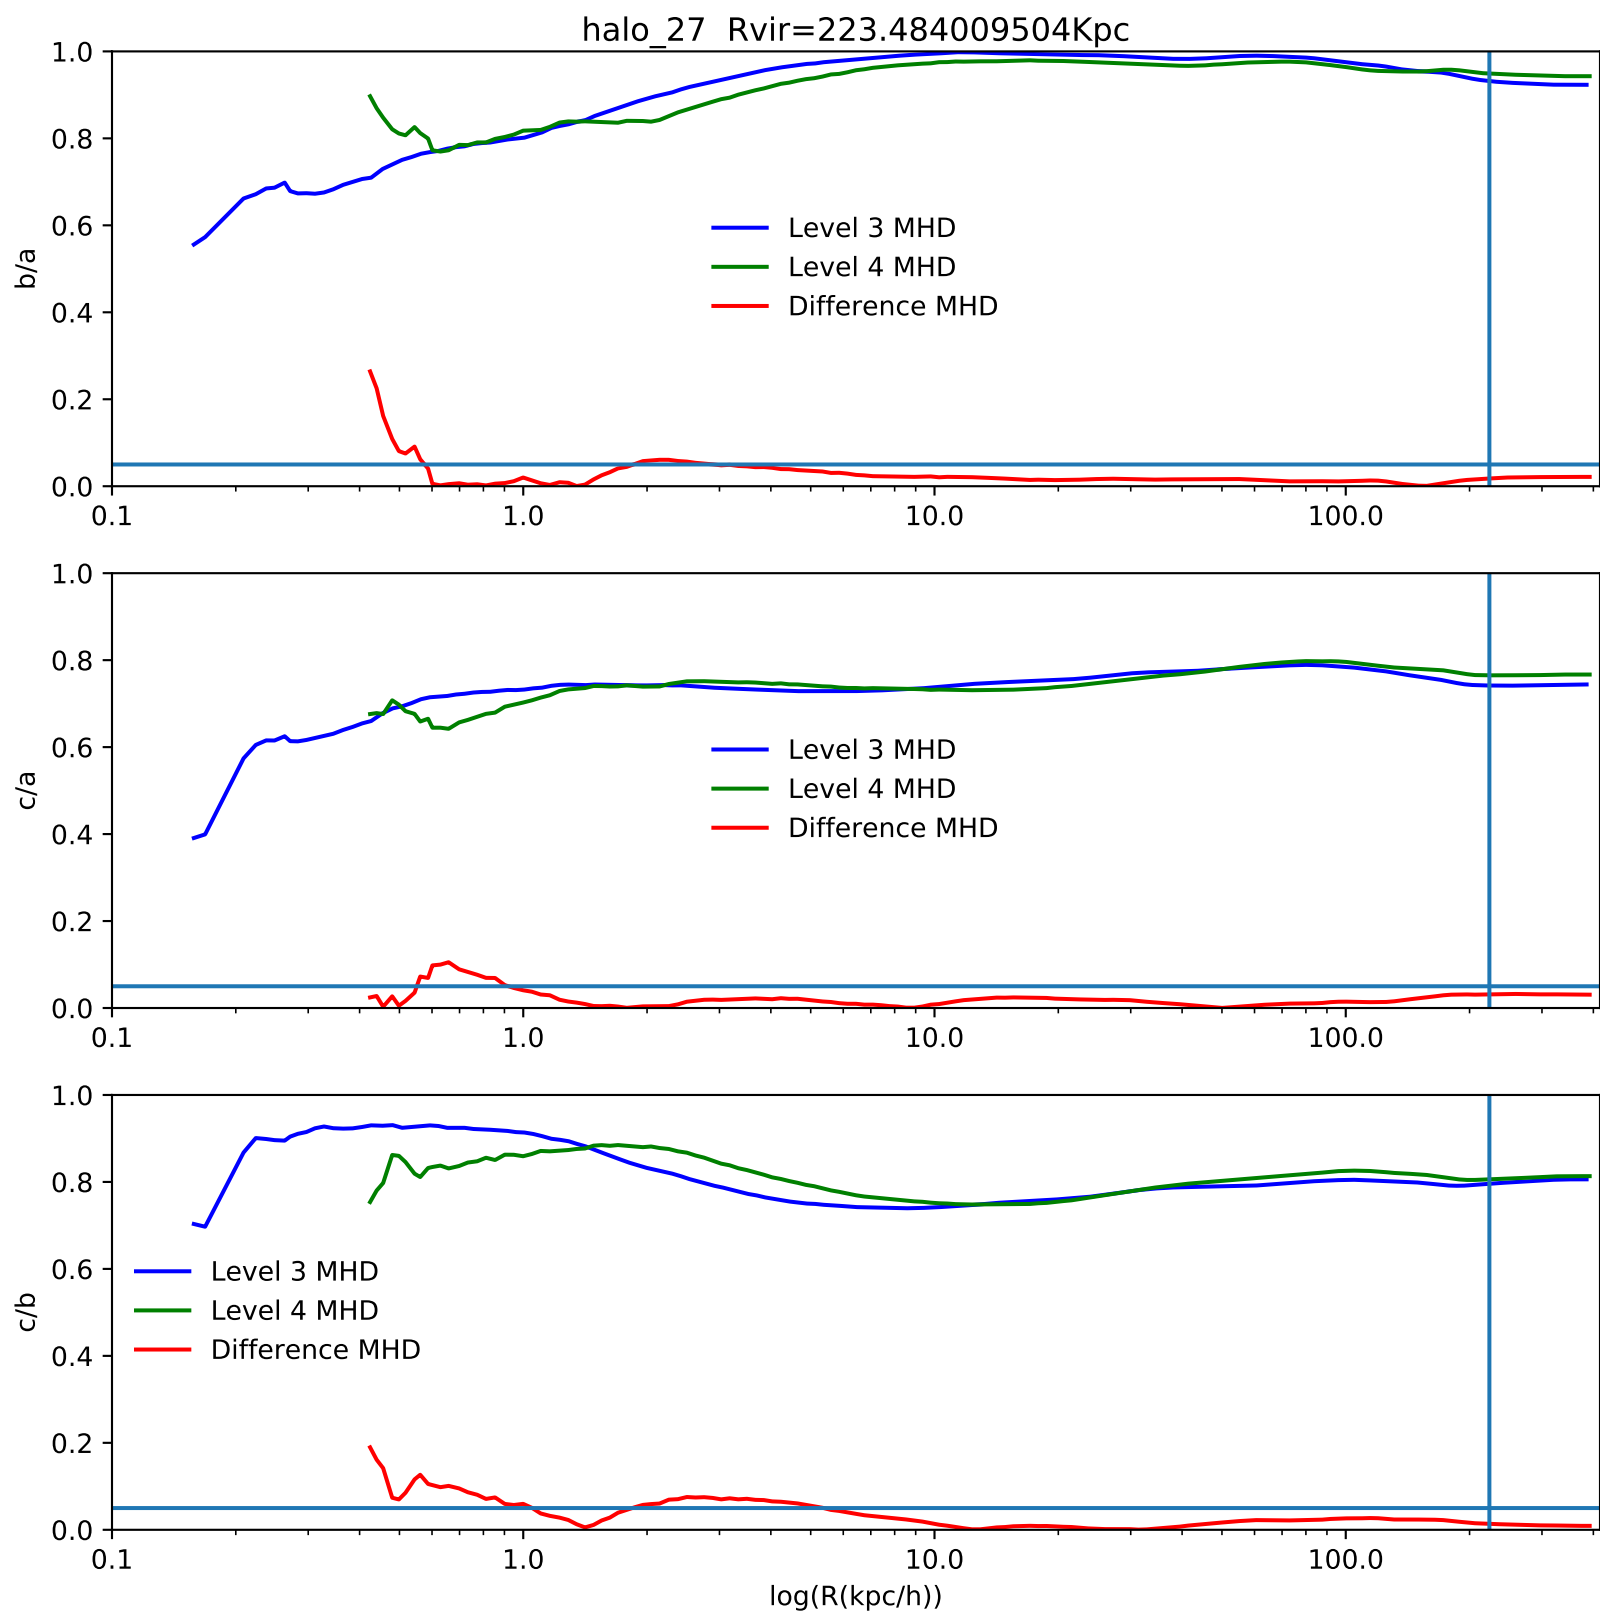 halo_27  Rvir=223.484009504Kpc
1.0
0.8
0.6
0.4
0.2
0.0
b/a
Level 3 MHD
Level 4 MHD
Difference MHD
0.1 1.0 10.0 100.0
1.0
0.8
0.6
0.4
0.2
0.0
c/a
Level 3 MHD
Level 4 MHD
Difference MHD
0.1 1.0 10.0 100.0
1.0
0.8
0.6
0.4
0.2
0.0
c/b
Level 3 MHD
Level 4 MHD
Difference MHD
0.1 1.0 10.0 100.0
log(R(kpc/h))